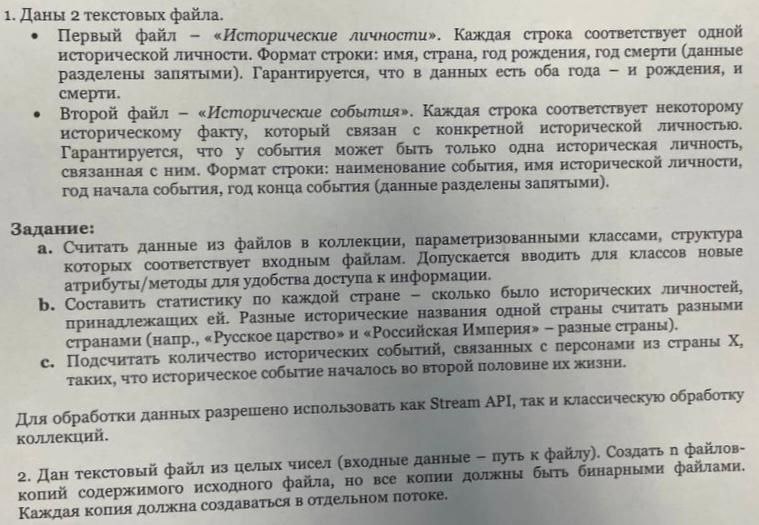 1. Даны 2 текстовых файла.
• Первый файл – «Исторические личности». Каждая строка соответствует одной
исторической личности. Формат строки: имя, страна, год рождения, год смерти (данные
разделены запятыми). Гарантируется, что в данных есть оба года – и рождения, и
смерти.
• Второй файл – «Исторические события». Каждая строка соответствует некоторому
историческому факту, который связан с конкретной исторической личностью.
Гарантируется, что у события может быть только одна историческая личность,
связанная с ним. Формат строки: наименование события, имя исторической личности,
год начала события, год конца события (данные разделены запятыми).
Задание:
a. Считать данные из файлов в коллекции, параметризованными классами, структура
которых соответствует входным файлам. Допускается вводить для классов новые
атрибуты/методы для удобства доступа к информации.
b. Составить статистику по каждой стране – сколько было исторических личностей,
принадлежащих ей. Разные исторические названия одной страны считать разными
странами (напр., «Русское царство» и «Российская Империя» – разные страны).
c. Подсчитать количество исторических событий, связанных с персонами из страны X,
таких, что историческое событие началось во второй половине их жизни.
Для обработки данных разрешено использовать как Stream API, так и классическую обработку
коллекций.
2. Дан текстовый файл из целых чисел (входные данные – путь к файлу). Создать n файлов-
копий содержимого исходного файла, но все копии должны быть бинарными файлами.
Каждая копия должна создаваться в отдельном потоке.